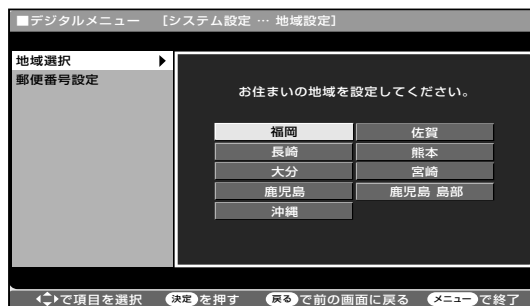 ■デジタルメニュー [システム設定 … 地域設定]
地域選択
郵便番号設定
お住まいの地域を設定してください。
福岡 佐賀
長崎 熊本
大分 宮崎
鹿児島 鹿児島 島部
沖縄
で項目を選択 決定を押す 戻るで前の画面に戻る メニューで終了